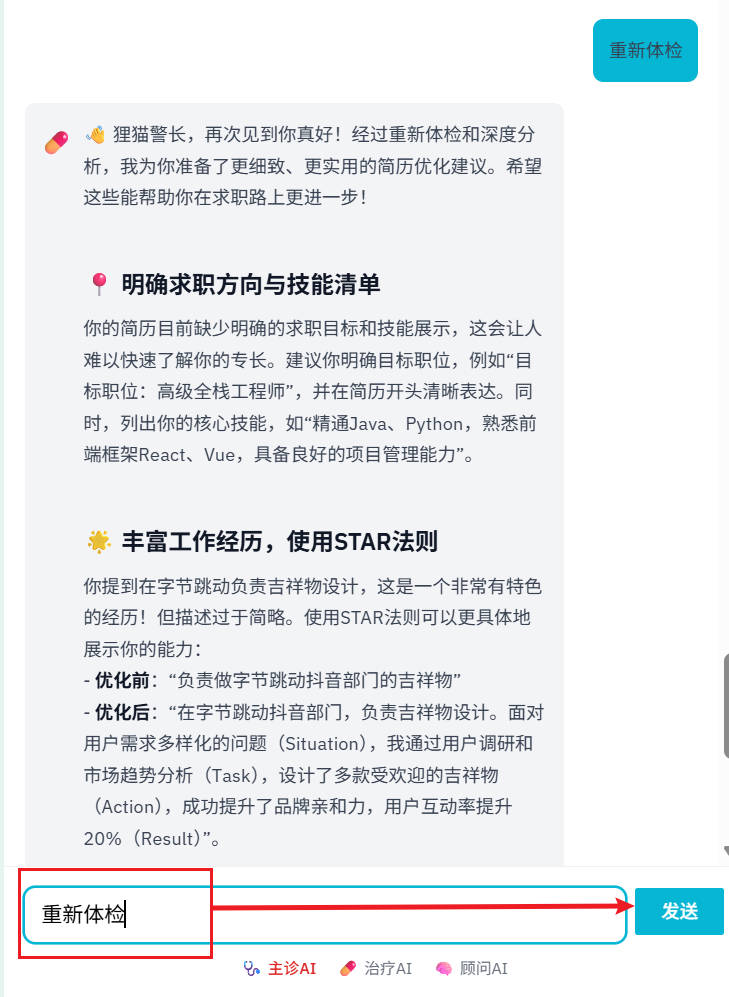 重新体检
👋 狸猫警长，再次见到你真好！经过重新体检和深度分
析，我为你准备了更细致、更实用的简历优化建议。希望
这些能帮助你在求职路上更进一步！
📍 明确求职方向与技能清单
你的简历目前缺少明确的求职目标和技能展示，这会让人
难以快速了解你的专长。建议你明确目标职位，例如“目
标职位：高级全栈工程师”，并在简历开头清晰表达。同
时，列出你的核心技能，如“精通Java、Python，熟悉前
端框架React、Vue，具备良好的项目管理能力”。
🌟 丰富工作经历，使用STAR法则
你提到在字节跳动负责吉祥物设计，这是一个非常有特色
的经历！但描述过于简略。使用STAR法则可以更具体地
展示你的能力：
- 优化前：“负责做字节跳动抖音部门的吉祥物”
- 优化后：“在字节跳动抖音部门，负责吉祥物设计。面对
用户需求多样化的问题（Situation），我通过用户调研和
市场趋势分析（Task），设计了多款受欢迎的吉祥物
（Action），成功提升了品牌亲和力，用户互动率提升
20%（Result）”。
重新体检
发送
主诊AI 治疗AI 顾问AI